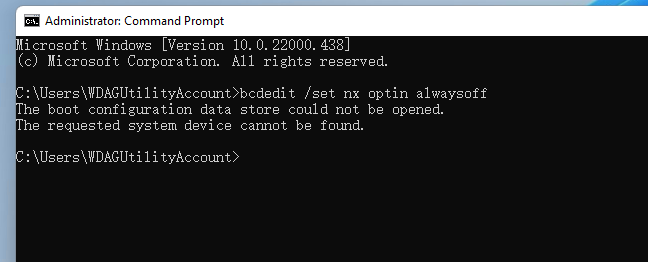 Administrator: Command Prompt
Microsoft Windows [Version 10.0.22000.438]
(c) Microsoft Corporation. All rights reserved.
C:\Users\WDAGUtilityAccount>bcdedit /set nx optin alwaysoff
The boot configuration data store could not be opened.
The requested system device cannot be found.
C:\Users\WDAGUtilityAccount>